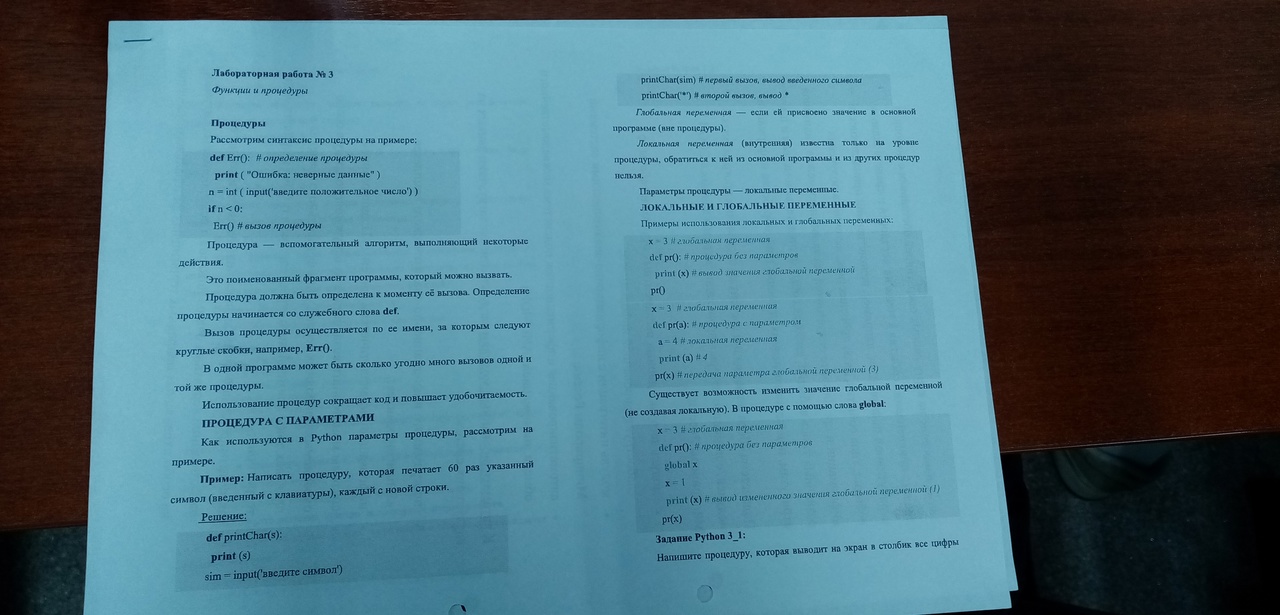 Лабораторная работа № 3
Функции и процедуры
Процедуры
Рассмотрим синтаксис процедуры на примере:
def Err(): # определение процедуры
print ( "Ошибка: неверные данные" )
n = int ( input('введите положительное число') )
if n < 0:
Err() # вызов процедуры
Процедура — вспомогательный алгоритм, выполняющий некоторые
действия.
Это поименованный фрагмент программы, который можно вызвать.
Процедура должна быть определена к моменту её вызова. Определение
процедуры начинается со служебного слова def.
Вызов процедуры осуществляется по ее имени, за которым следуют
круглые скобки, например, Err().
В одной программе может быть сколько угодно много вызовов одной и
той же процедуры.
Использование процедур сокращает код и повышает удобочитаемость.
ПРОЦЕДУРА С ПАРАМЕТРАМИ
Как используются в Python параметры процедуры, рассмотрим на
примере.
Пример: Написать процедуру, которая печатает 60 раз указанный
символ (введенный с клавиатуры), каждый с новой строки.
Решение:
def printChar(s):
print (s)
sim = input('введите символ')
printChar(sim) # первый вызов, вывод введенного символа
printChar('*') # второй вызов, вывод *
Глобальная переменная — если ей присвоено значение в основной
программе (вне процедуры).
Локальная переменная (внутренняя) известна только на уровне
процедуры, обратиться к ней из основной программы и из других процедур
нельзя.
Параметры процедуры — локальные переменные.
ЛОКАЛЬНЫЕ И ГЛОБАЛЬНЫЕ ПЕРЕМЕННЫЕ
Примеры использования локальных и глобальных переменных:
x = 3 # глобальная переменная
def pr(): # процедура без параметров
print (x) # вывод значения глобальной переменной
pr()
x = 3 # глобальная переменная
def pr(a): # процедура с параметром
a = 4 # локальная переменная
print (a) # 4
pr(x) # передача параметра глобальной переменной (3)
Существует возможность изменить значение глобальной переменной
(не создавая локальную). В процедуре с помощью слова global:
x = 3 # глобальная переменная
def pr(): # процедура без параметров
global x
x = 1
print (x) # вывод измененного значения глобальной переменной (1)
pr(x)
Задание Python 3_1:
Напишите процедуру, которая выводит на экран в столбик все цифры